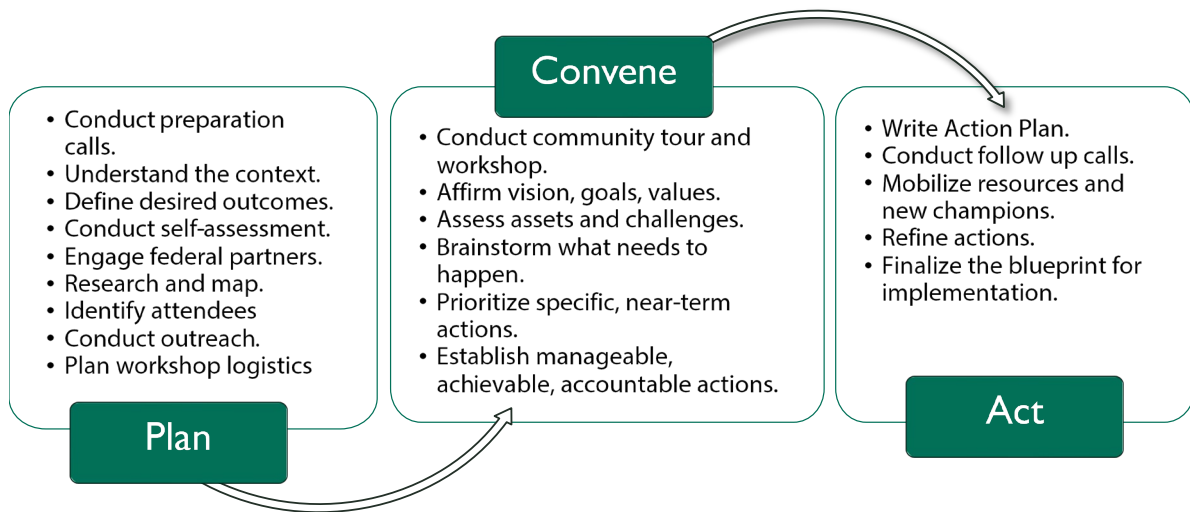 • Conduct preparation
calls.
• Understand the context.
• Define desired outcomes.
• Conduct self-assessment.
• Engage federal partners.
• Research and map.
• Identify attendees
• Conduct outreach.
• Plan workshop logistics
Plan
Convene
• Conduct community tour and
workshop.
• Affirm vision, goals, values.
• Assess assets and challenges.
• Brainstorm what needs to
happen.
• Prioritize specific, near-term
actions.
• Establish manageable,
achievable, accountable actions.
• Write Action Plan.
• Conduct follow up calls.
• Mobilize resources and
new champions.
• Refine actions.
• Finalize the blueprint for
implementation.
Act